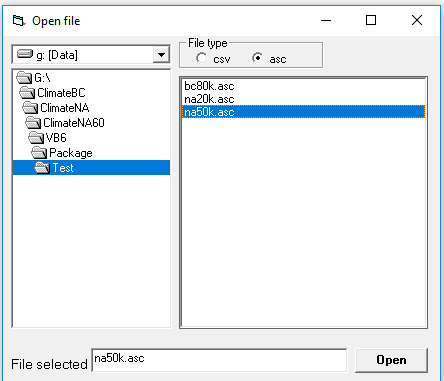 Open file
g: [Data]
File type
csv
asc
G:\
ClimateBC
ClimateNA
ClimateNA60
VB6
Package
Test
bc80k.asc
na20k.asc
na50k.asc
File selected
na50k.asc
Open